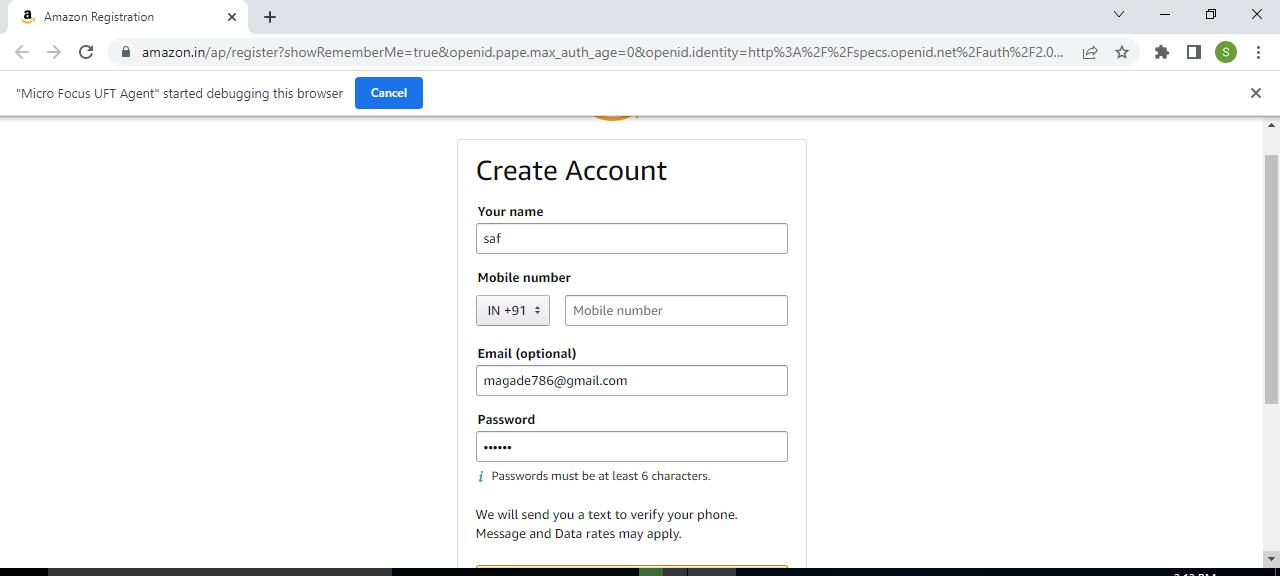 Amazon Registration
amazon.in/ap/register?showRememberMe=true&openid.pape.max_auth_age=0&openid.identity=http%3A%2F%2Fspecs.openid.net%2Fauth%2F2.0...
S
"Micro Focus UFT Agent" started debugging this browser
Cancel
Create Account
Your name
saf
Mobile number
IN +91
Mobile number
Email (optional)
magade786@gmail.com
Password
••••••
i Passwords must be at least 6 characters.
We will send you a text to verify your phone.
Message and Data rates may apply.